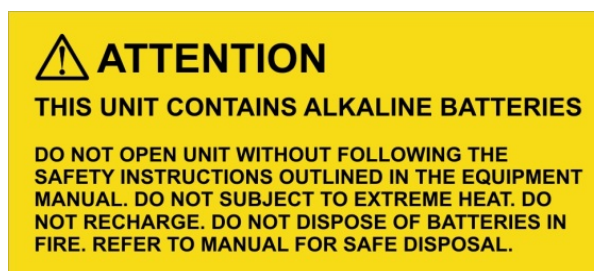 ATTENTION
THIS UNIT CONTAINS ALKALINE BATTERIES
DO NOT OPEN UNIT WITHOUT FOLLOWING THE
SAFETY INSTRUCTIONS OUTLINED IN THE EQUIPMENT
MANUAL. DO NOT SUBJECT TO EXTREME HEAT. DO
NOT RECHARGE. DO NOT DISPOSE OF BATTERIES IN
FIRE. REFER TO MANUAL FOR SAFE DISPOSAL.